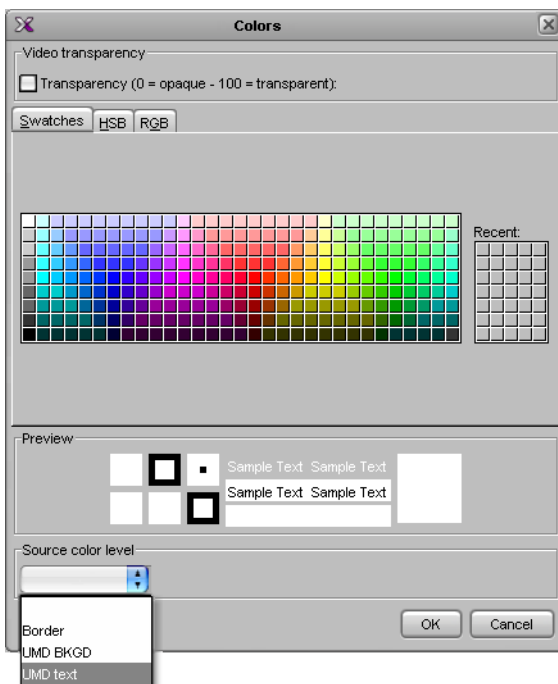 Colors
Video transparency
Transparency (0 = opaque - 100 = transparent):
Swatches HSB RGB
Recent:
Preview
Sample Text Sample Text
Sample Text Sample Text
Source color level
Border
UMD BKGD
UMD text
OK Cancel